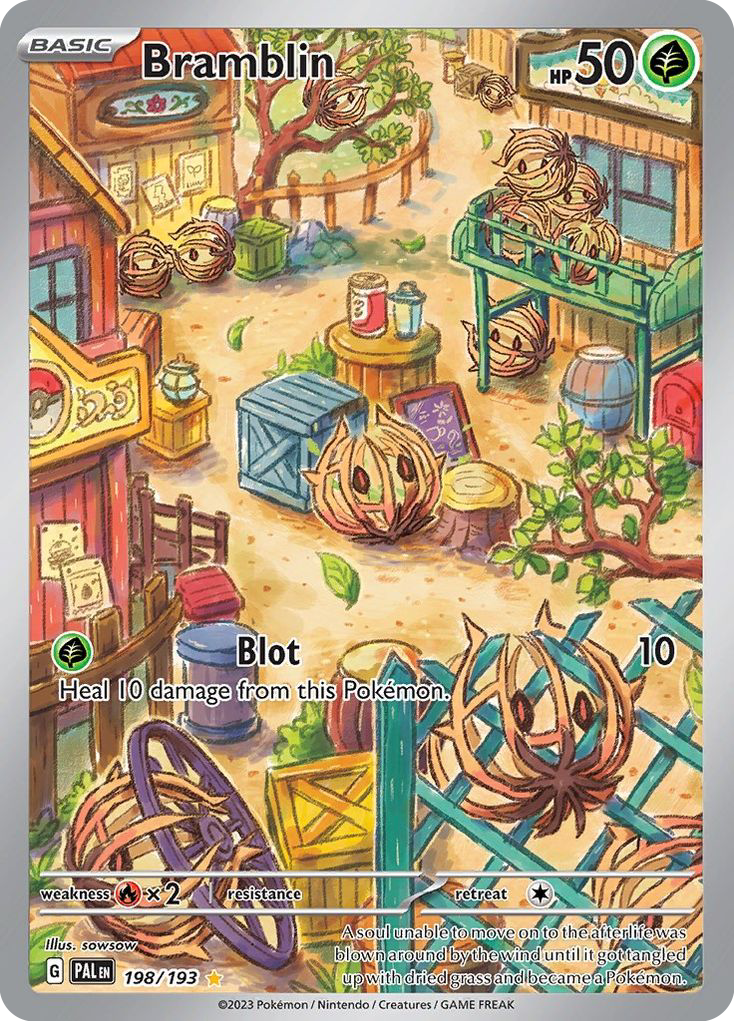 BASIC
Bramblin
HP 50
Blot 10
Heal 10 damage from this Pokémon.
weakness ×2 resistance retreat
Illus. sowsow
A soul unable to move on to the afterlife was
blown around by the wind until it got tangled
up with dried grass and became a Pokémon.
G PAL EN 198/193
©2023 Pokémon / Nintendo / Creatures / GAME FREAK